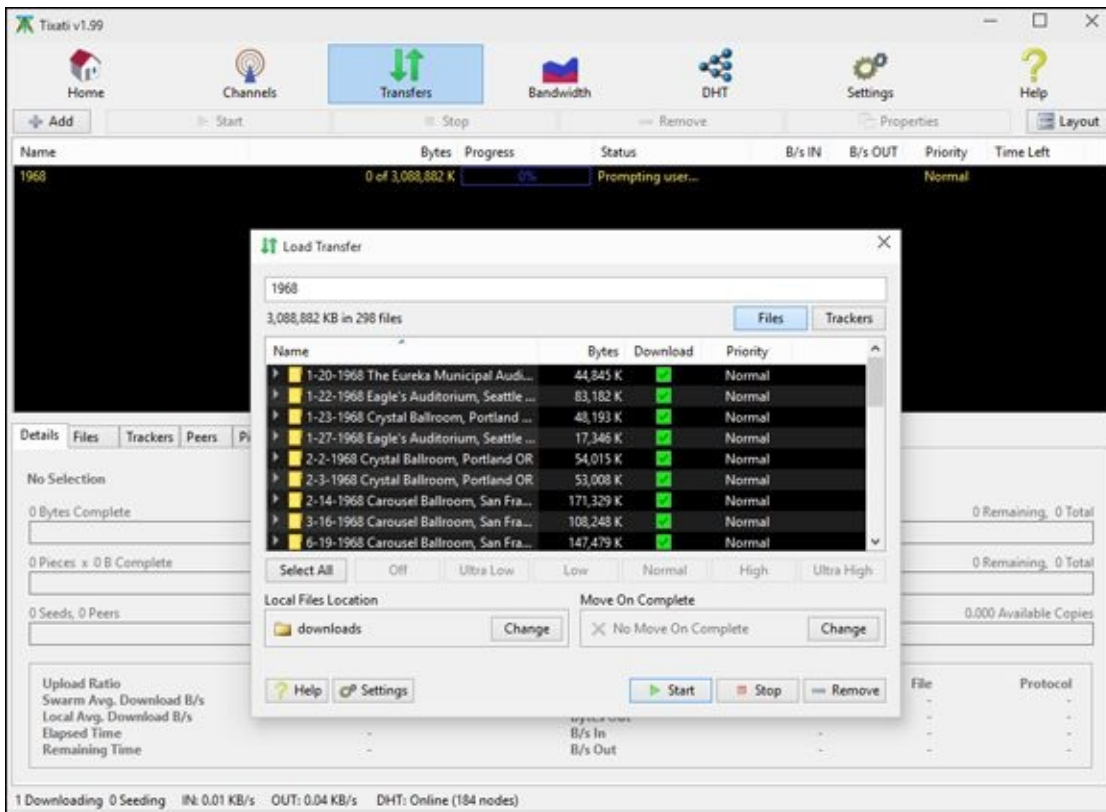 Tixati v1.99
Home Channels Transfers Bandwidth DHT Settings Help
Add Start Stop Remove Properties Layout
Name Bytes Progress Status B/s IN B/s OUT Priority Time Left
1968 0 of 3,088,882 K 0% Prompting user... Normal
Load Transfer
1968
3,088,882 KB in 298 files Files Trackers
Name Bytes Download Priority
1-20-1968 The Eureka Municipal Audi... 44,845 K Normal
1-22-1968 Eagle's Auditorium, Seattle ... 83,182 K Normal
1-23-1968 Crystal Ballroom, Portland ... 48,193 K Normal
1-27-1968 Eagle's Auditorium, Seattle ... 17,346 K Normal
2-2-1968 Crystal Ballroom, Portland OR 54,015 K Normal
2-3-1968 Crystal Ballroom, Portland OR 53,008 K Normal
2-14-1968 Carousel Ballroom, San Fra... 171,329 K Normal
3-16-1968 Carousel Ballroom, San Fra... 108,248 K Normal
6-19-1968 Carousel Ballroom, San Fra... 147,479 K Normal
Select All Off Ultra Low Low Normal High Ultra High
Local Files Location Move On Complete
downloads Change No Move On Complete Change
Help Settings Start Stop Remove
Details Files Trackers Peers
No Selection
0 Bytes Complete 0 Remaining, 0 Total
0 Pieces x 0 B Complete 0 Remaining, 0 Total
0 Seeds, 0 Peers 0.000 Available Copies
Upload Ratio - File Protocol
Swarm Avg. Download B/s - -
Local Avg. Download B/s Bytes Out - -
Elapsed Time - B/s In - - -
Remaining Time - B/s Out - - -
1 Downloading 0 Seeding IN: 0.01 KB/s OUT: 0.04 KB/s DHT: Online (184 nodes)